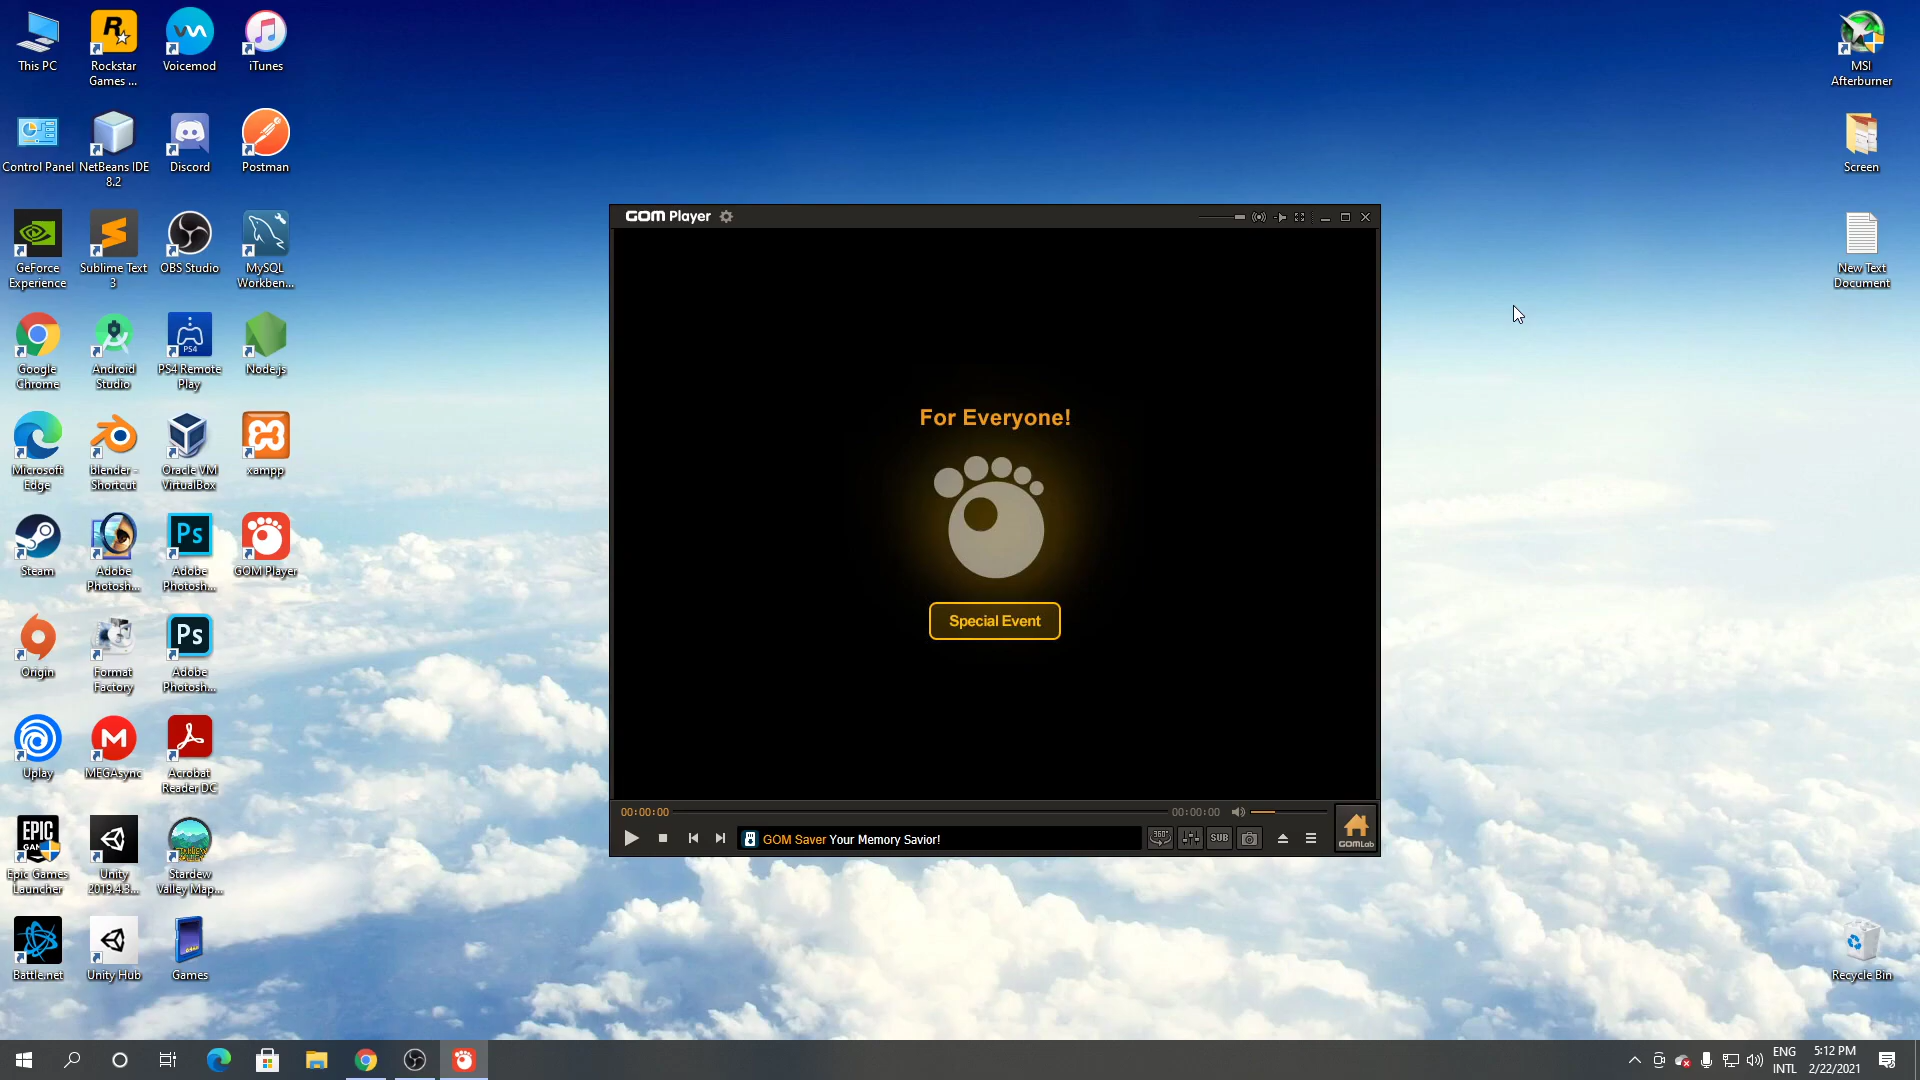 This PC
Rockstar
Games ...
Voicemod
iTunes
Control Panel
NetBeans IDE
8.2
Discord
Postman
GeForce
Experience
Sublime Text
3
OBS Studio
MySQL
Workben...
Google
Chrome
Android
Studio
PS4
PS4 Remote
Play
Node.js
Microsoft
Edge
blender -
Shortcut
Oracle VM
VirtualBox
xampp
Steam
Adobe
Photosh...
Ps
Adobe
Photosh...
GOM Player
Origin
Format
Factory
Ps
Adobe
Photosh...
Uplay
MEGAsync
Acrobat
Reader DC
Epic Games
Launcher
Unity
2019.4.3...
Stardew
Valley Map...
Battle.net
Unity Hub
Games
GOM Player
For Everyone!
Special Event
00:00:00
00:00:00
GOM Saver Your Memory Savior!
360°
SUB
GOMLab
MSI
Afterburner
Screen
New Text
Document
Recycle Bin
ENG
INTL
5:12 PM
2/22/2021